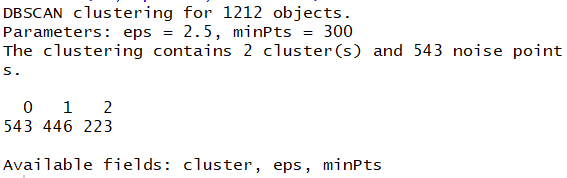 DBSCAN clustering for 1212 objects.
Parameters: eps = 2.5, minPts = 300
The clustering contains 2 cluster(s) and 543 noise point
s.
0 1 2
543 446 223
Available fields: cluster, eps, minPts